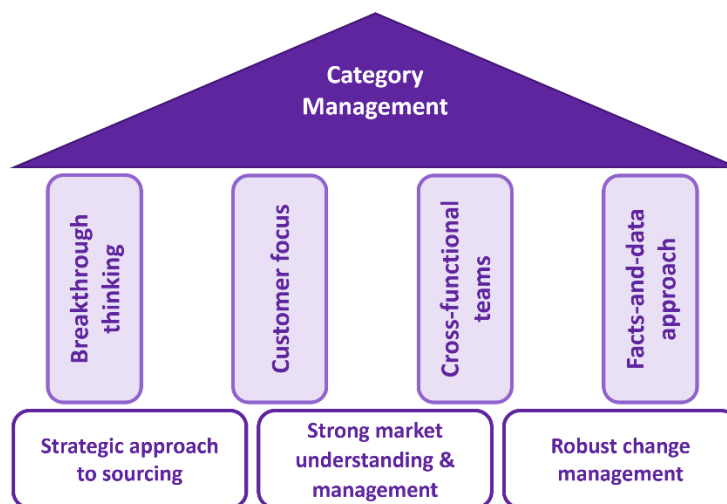 Category
Management
Breakthrough
thinking
Customer focus
Cross-functional
teams
Facts-and-data
approach
Strategic approach
to sourcing
Strong market
understanding &
management
Robust change
management